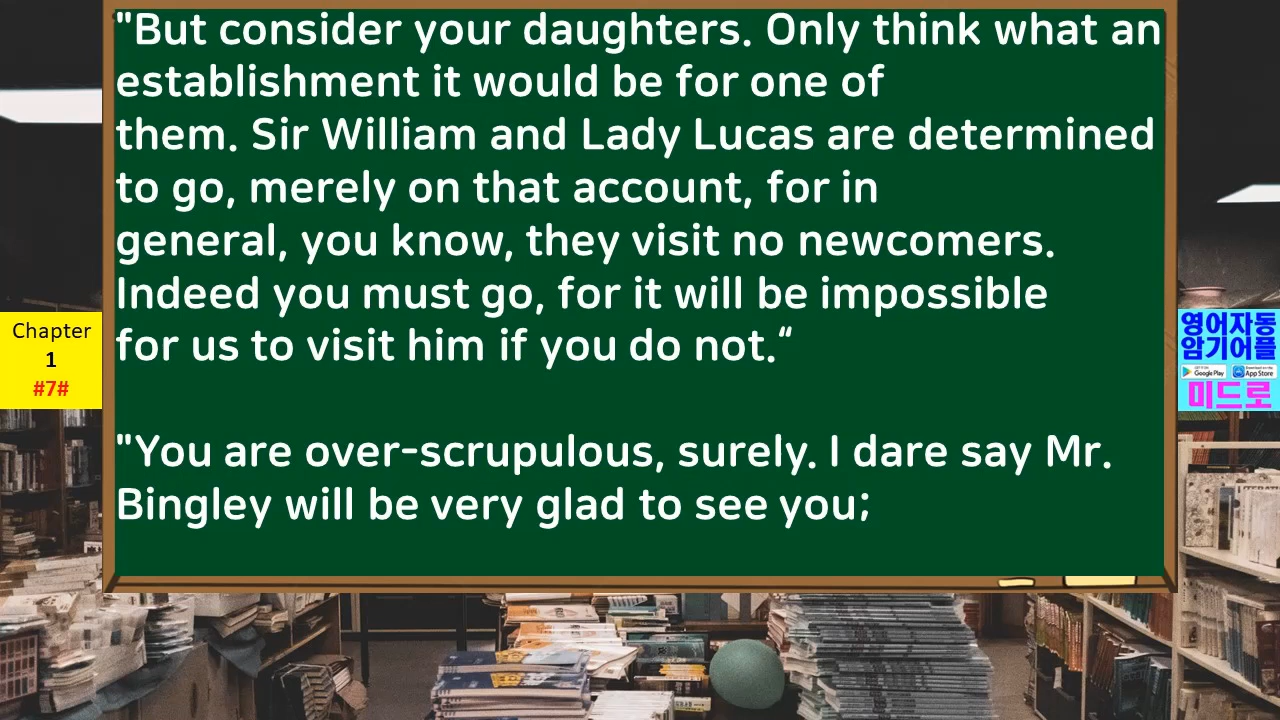 "But consider your daughters. Only think what an
establishment it would be for one of
them. Sir William and Lady Lucas are determined
to go, merely on that account, for in
general, you know, they visit no newcomers.
Indeed you must go, for it will be impossible
for us to visit him if you do not.“
"You are over-scrupulous, surely. I dare say Mr.
Bingley will be very glad to see you;
Chapter
1
#7#
영어자동
암기어플
Google Play
App Store
미드로